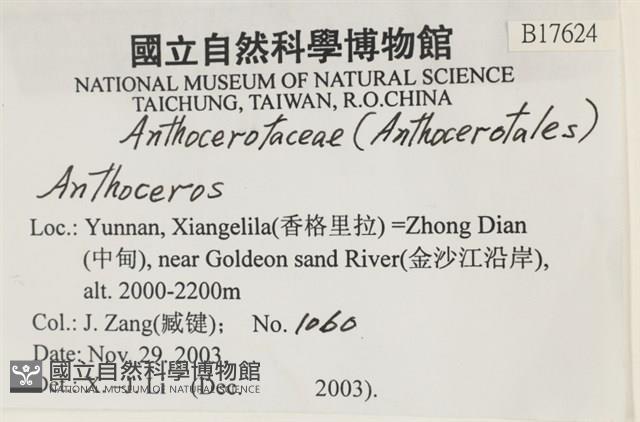 B17624
國立自然科學博物館
NATIONAL MUSEUM OF NATURAL SCIENCE
TAICHUNG, TAIWAN, R.O.CHINA
Anthocerotaceae (Anthocerotales)
Anthoceros
Loc.: Yunnan, Xiangelila(香格里拉) =Zhong Dian
(中甸), near Goldeon sand River(金沙江沿岸),
alt. 2000-2200m
Col.: J. Zang(臧键); No. 1060
Date: Nov. 29, 2003.
國立自然科學博物館
NATIONAL MUSEUM OF NATURAL SCIENCE
Det.: (Dec 2003).